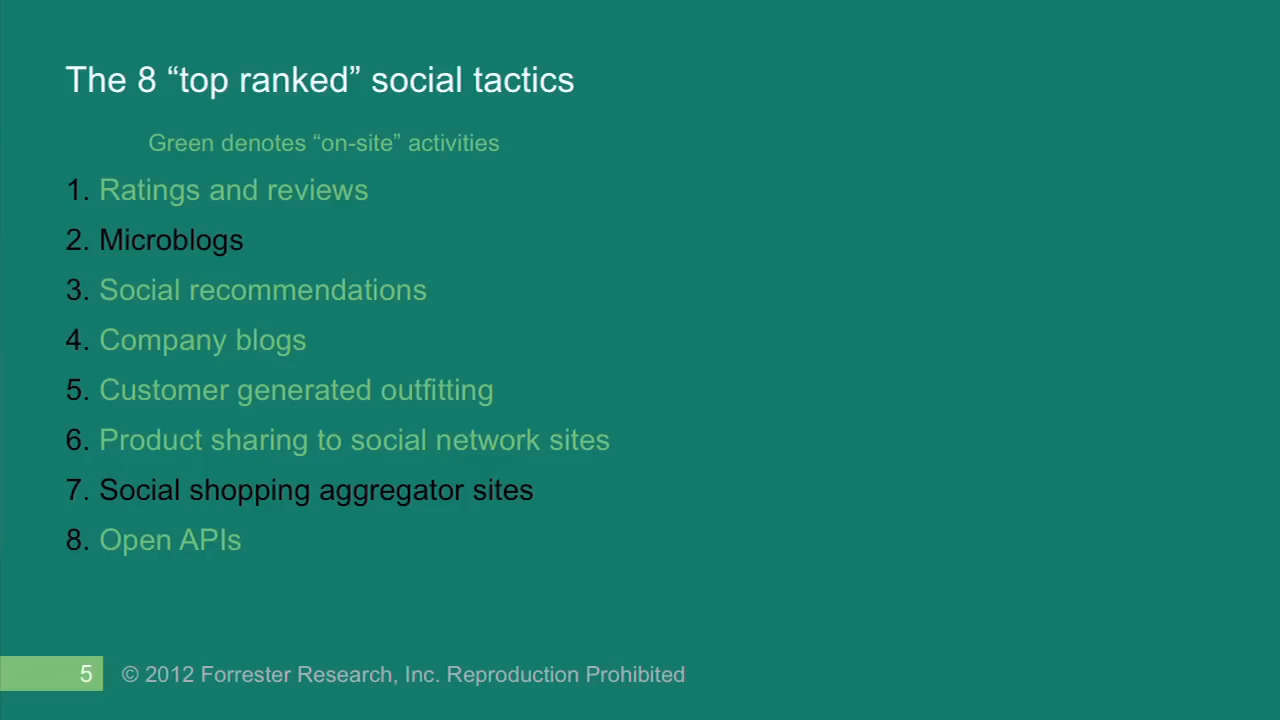 The 8 “top ranked” social tactics
Green denotes “on-site” activities
1. Ratings and reviews
2. Microblogs
3. Social recommendations
4. Company blogs
5. Customer generated outfitting
6. Product sharing to social network sites
7. Social shopping aggregator sites
8. Open APIs
5 © 2012 Forrester Research, Inc. Reproduction Prohibited